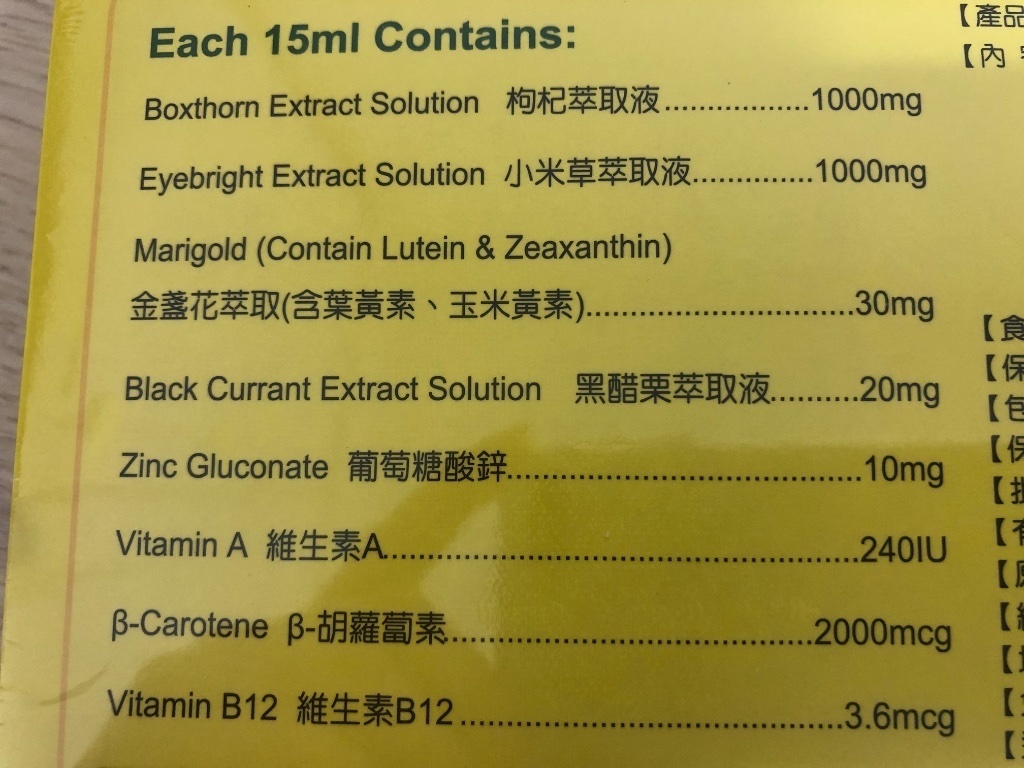 Each 15ml Contains:
Boxthorn Extract Solution 枸杞萃取液................1000mg
Eyebright Extract Solution 小米草萃取液..............1000mg
Marigold (Contain Lutein & Zeaxanthin)
金盞花萃取(含葉黃素、玉米黃素)..............................30mg
Black Currant Extract Solution 黑醋栗萃取液..........20mg
Zinc Gluconate 葡萄糖酸鋅.......................................10mg
Vitamin A 維生素A.....................................................240IU
β-Carotene β-胡蘿蔔素.........................................2000mcg
Vitamin B12 維生素B12...........................................3.6mcg
【產品
【內
【食
【保
【包
【保
【有